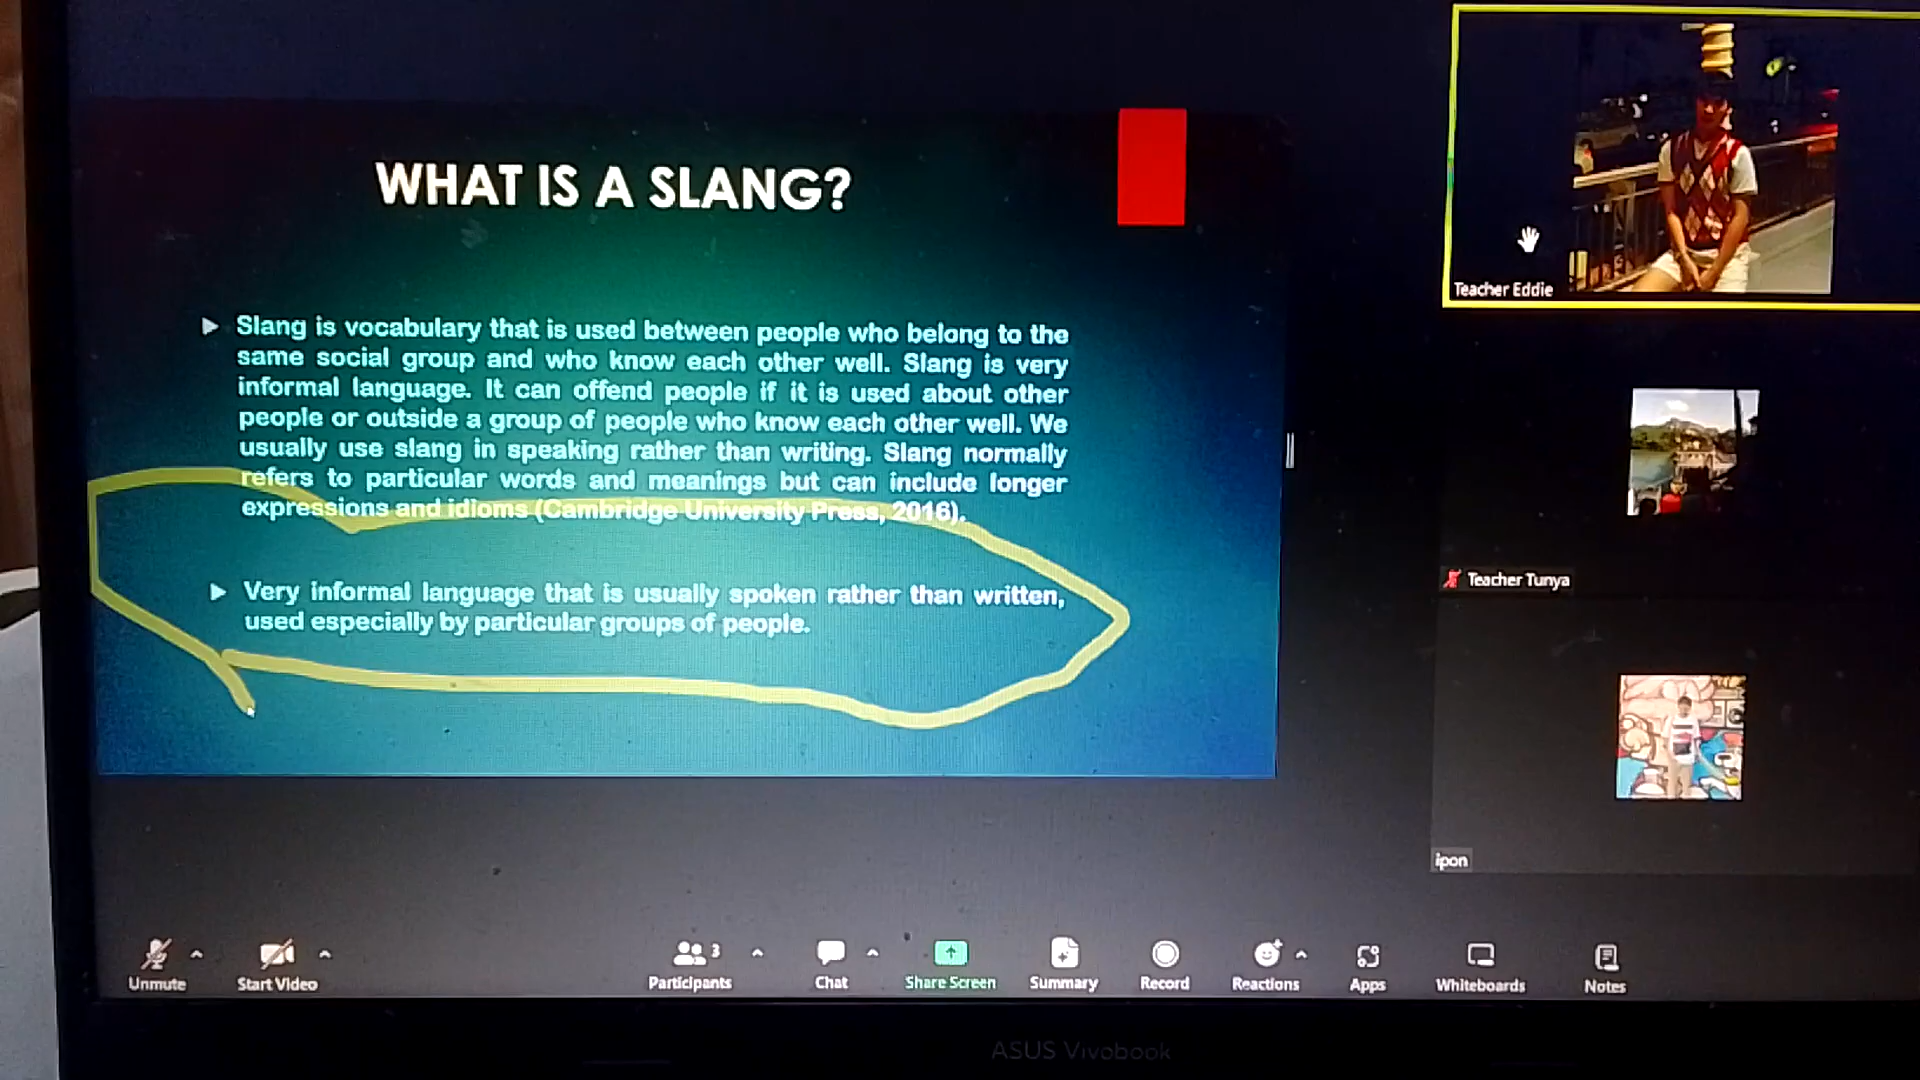 WHAT IS A SLANG?
Slang is vocabulary that is used between people who belong to the
same social group and who know each other well. Slang is very
informal language. It can offend people if it is used about other
people or outside a group of people who know each other well. We
usually use slang in speaking rather than writing. Slang normally
refers to particular words and meanings but can include longer
expressions and idioms (Cambridge University Press, 2016).
Very informal language that is usually spoken rather than written,
used especially by particular groups of people.
Teacher Eddie
Teacher Tunya
ipon
Unmute
Start Video
3
Participants
Chat
Share Screen
Summary
Record
Reactions
Apps
Whiteboards
Notes
ASUS Vivobook